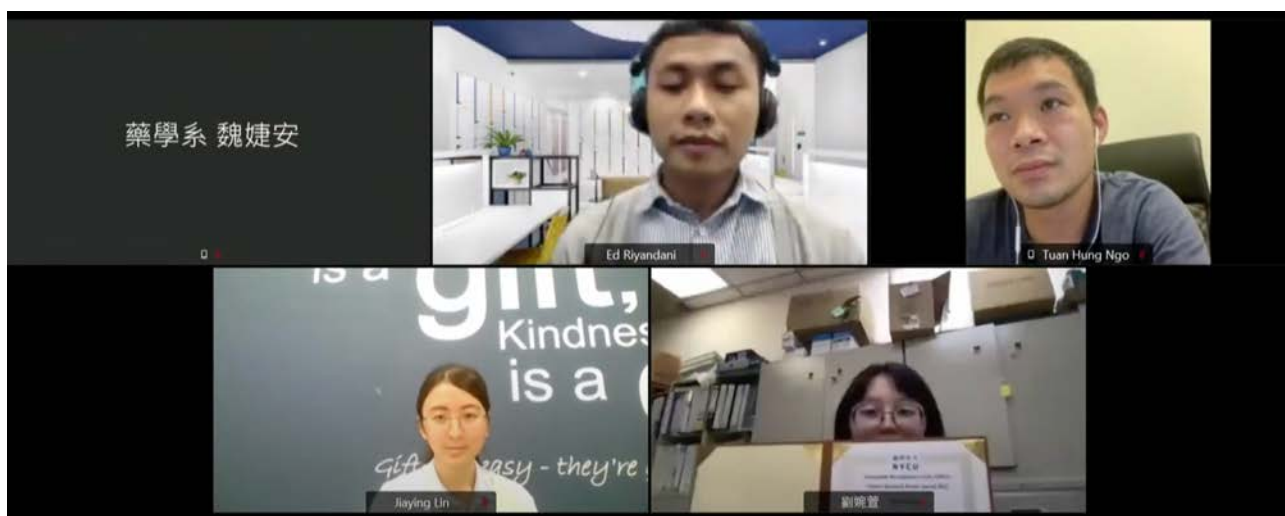 藥學系 魏婕安
Ed Riyandani
Tuan Hung Ngo
is a
gift,
Kindnes
is a
Gift
easy - they're
Jiaying Lin
NYCU
劉婉萱